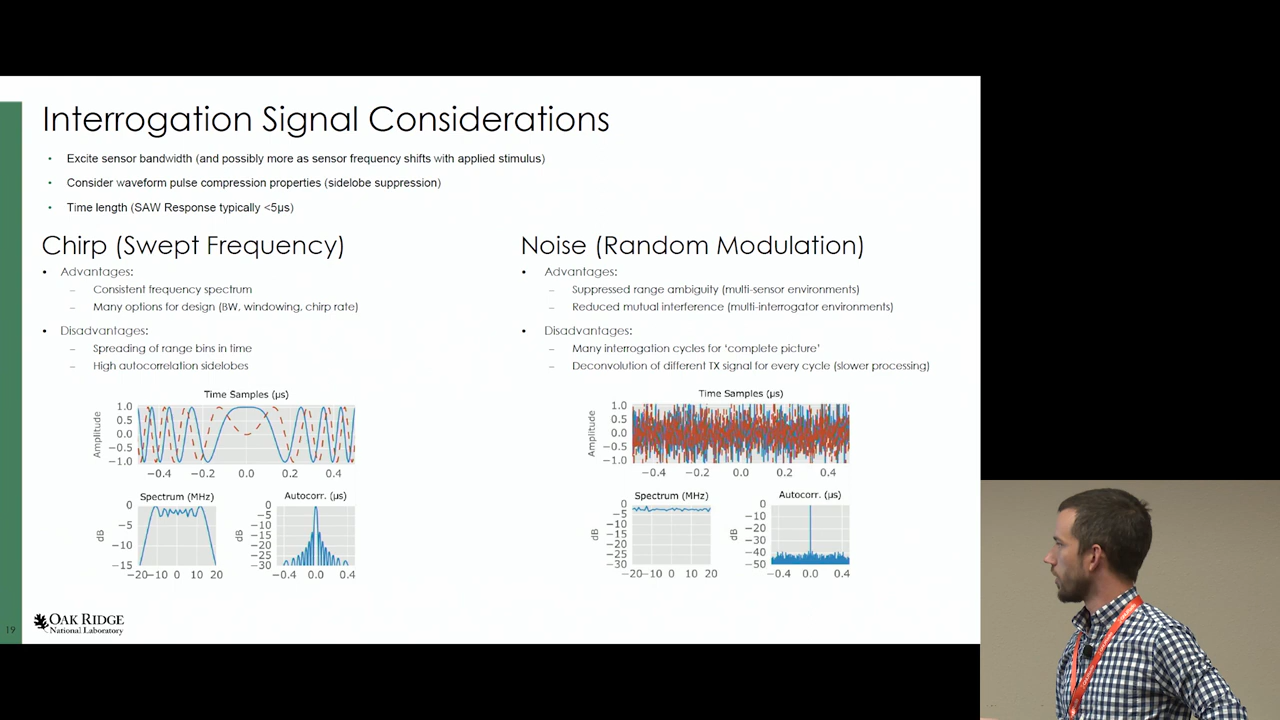 Interrogation Signal Considerations
• Excite sensor bandwidth (and possibly more as sensor frequency shifts with applied stimulus)
• Consider waveform pulse compression properties (sidelobe suppression)
• Time length (SAW Response typically <5µs)
Chirp (Swept Frequency)
• Advantages:
– Consistent frequency spectrum
– Many options for design (BW, windowing, chirp rate)
• Disadvantages:
– Spreading of range bins in time
– High autocorrelation sidelobes
Time Samples (µs)
Amplitude
1.0
0.5
0.0
−0.5
−1.0
−0.4 −0.2 0.0 0.2 0.4
Spectrum (MHz)
dB
0
−5
−10
−15
−20 −10 0 10 20
Autocorr. (µs)
dB
0
−5
−10
−15
−20
−25
−30
−0.4 0.0 0.4
Noise (Random Modulation)
• Advantages:
– Suppressed range ambiguity (multi-sensor environments)
– Reduced mutual interference (multi-interrogator environments)
• Disadvantages:
– Many interrogation cycles for ‘complete picture’
– Deconvolution of different TX signal for every cycle (slower processing)
Time Samples (µs)
Amplitude
1.0
0.5
0.0
−0.5
−1.0
−0.4 −0.2 0.0 0.2 0.4
Spectrum (MHz)
dB
0
−5
−10
−15
−20
−25
−30
−20 −10 0 10 20
Autocorr. (µs)
dB
0
−10
−20
−30
−40
−50
−0.4 0.0 0.4
19
OAK RIDGE
National Laboratory